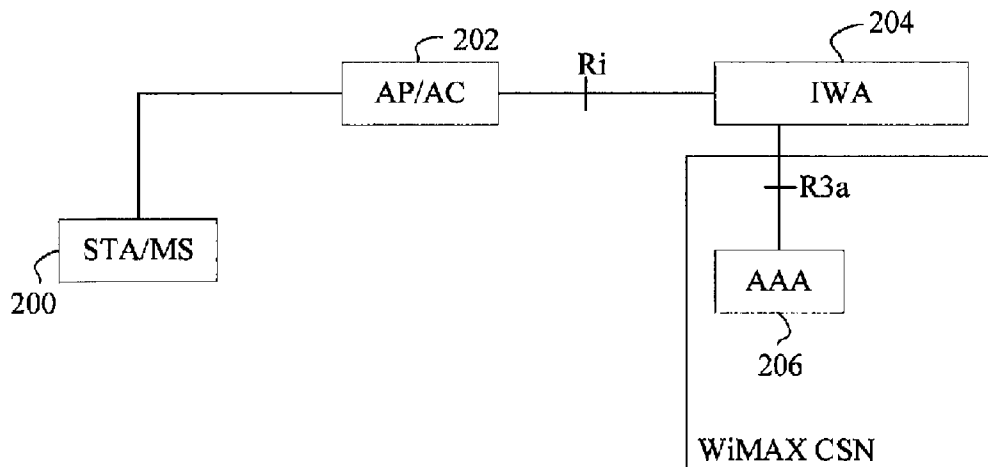 202
204
AP/AC
Ri
IWA
R3a
STA/MS
200
AAA
206
WiMAX CSN